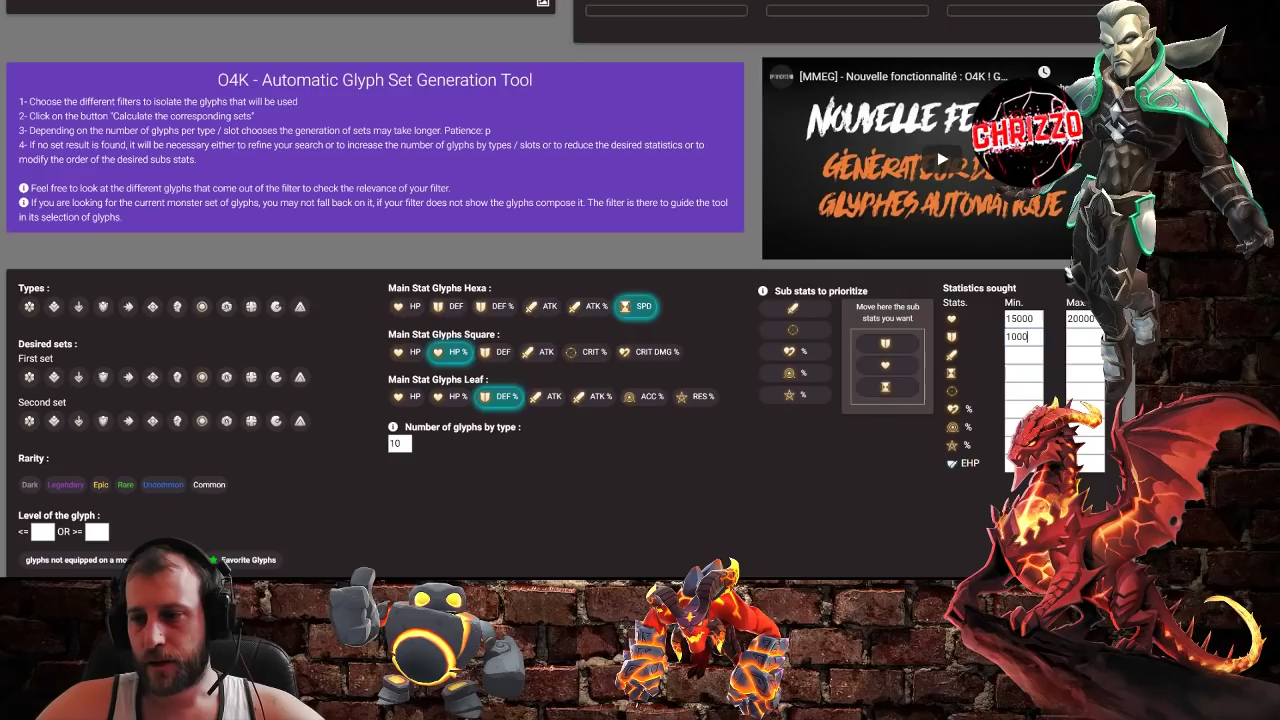 O4K - Automatic Glyph Set Generation Tool
1- Choose the different filters to isolate the glyphs that will be used
2- Click on the button "Calculate the corresponding sets"
3- Depending on the number of glyphs per type / slot chooses the generation of sets may take longer. Patience: p
4- If no set result is found, it will be necessary either to refine your search or to increase the number of glyphs by types / slots or to reduce the desired statistics or to
modify the order of the desired subs stats.
Feel free to look at the different glyphs that come out of the filter to check the relevance of your filter.
If you are looking for the current monster set of glyphs, you may not fall back on it, if your filter does not show the glyphs compose it. The filter is there to guide the tool
in its selection of glyphs.
[MMEG] - Nouvelle fonctionnalité : O4K ! G...
NOUVELLE FE
CHRIZZO
GÉNÉRATEUR
GLYPHES AUTOMATIQUE
Types :
Desired sets :
First set
Second set
Rarity :
Dark Legendary Epic Rare Uncommon Common
Level of the glyph :
<= OR >=
glyphs not equipped on a mo
Favorite Glyphs
Main Stat Glyphs Hexa :
HP DEF DEF % ATK ATK % SPD
Main Stat Glyphs Square :
HP HP % DEF ATK CRIT % CRIT DMG %
Main Stat Glyphs Leaf :
HP HP % DEF % ATK ATK % ACC % RES %
Number of glyphs by type :
10
Sub stats to prioritize
%
%
%
Move here the sub
stats you want
Statistics sought
Stats. Min. Max.
15000 20000
1000
%
%
%
EHP